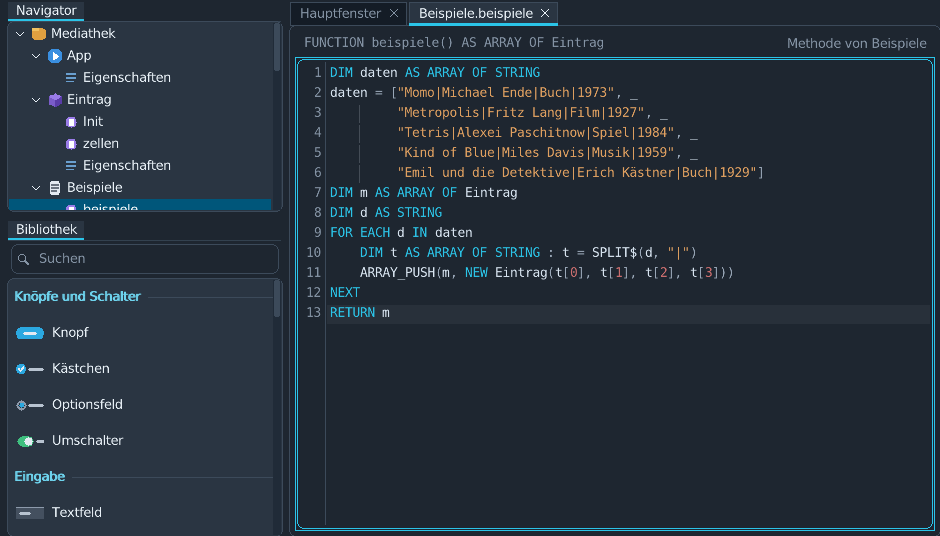 Navigator
Mediathek
App
Eigenschaften
Eintrag
Init
zellen
Eigenschaften
Beispiele
beispiele
Bibliothek
Suchen
Knöpfe und Schalter
Knopf
Kästchen
Optionsfeld
Umschalter
Eingabe
Textfeld
Hauptfenster
Beispiele.beispiele
FUNCTION beispiele() AS ARRAY OF Eintrag
Methode von Beispiele
1 DIM daten AS ARRAY OF STRING
2 daten = ["Momo|Michael Ende|Buch|1973", _
3 "Metropolis|Fritz Lang|Film|1927", _
4 "Tetris|Alexei Paschitnow|Spiel|1984", _
5 "Kind of Blue|Miles Davis|Musik|1959", _
6 "Emil und die Detektive|Erich Kästner|Buch|1929"]
7 DIM m AS ARRAY OF Eintrag
8 DIM d AS STRING
9 FOR EACH d IN daten
10 DIM t AS ARRAY OF STRING : t = SPLIT$(d, "|")
11 ARRAY_PUSH(m, NEW Eintrag(t[0], t[1], t[2], t[3]))
12 NEXT
13 RETURN m